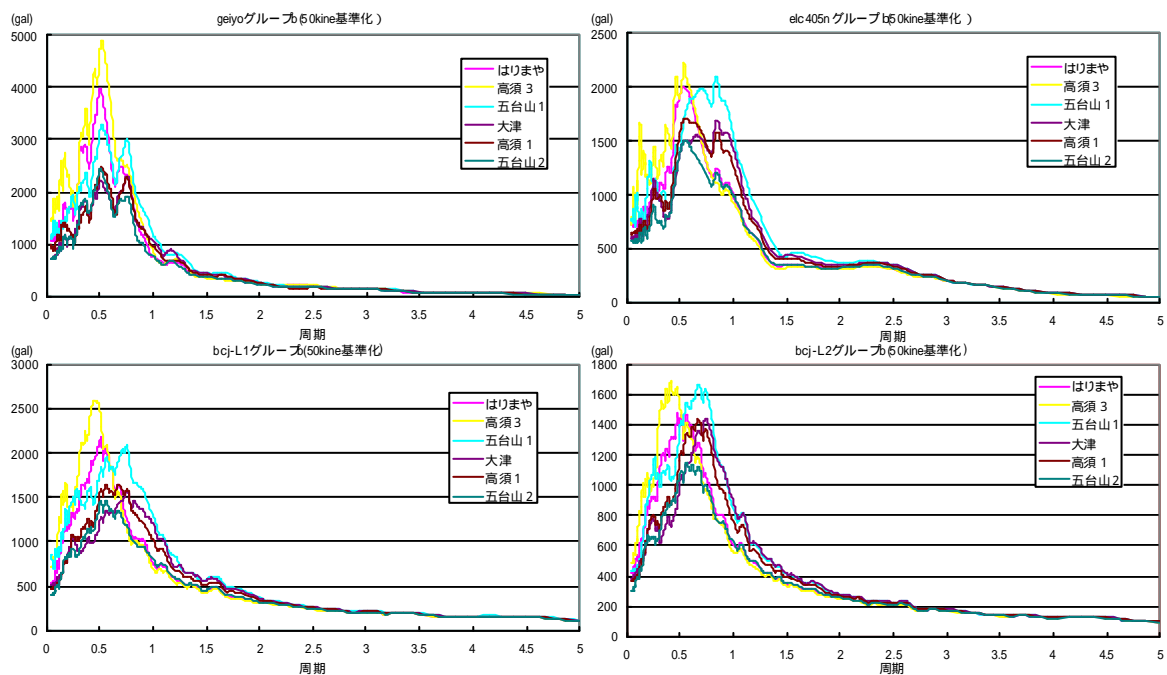 (gal)
geiyoグループb(50kine基準化)
5000
4000
3000
2000
1000
0
はりまや
高須3
五台山1
大津
高須1
五台山2
0 0.5 1 1.5 2 2.5 3 3.5 4 4.5 5
周期
(gal)
elc405nグループb(50kine基準化)
2500
2000
1500
1000
500
0
はりまや
高須3
五台山1
大津
高須1
五台山2
0 0.5 1 1.5 2 2.5 3 3.5 4 4.5 5
周期
(gal)
bcj-L1グループb(50kine基準化)
3000
2500
2000
1500
1000
500
0
はりまや
高須3
五台山1
大津
高須1
五台山2
0 0.5 1 1.5 2 2.5 3 3.5 4 4.5 5
周期
(gal)
bcj-L2グループb(50kine基準化)
1800
1600
1400
1200
1000
800
600
400
200
0
はりまや
高須3
五台山1
大津
高須1
五台山2
0 0.5 1 1.5 2 2.5 3 3.5 4 4.5 5
周期